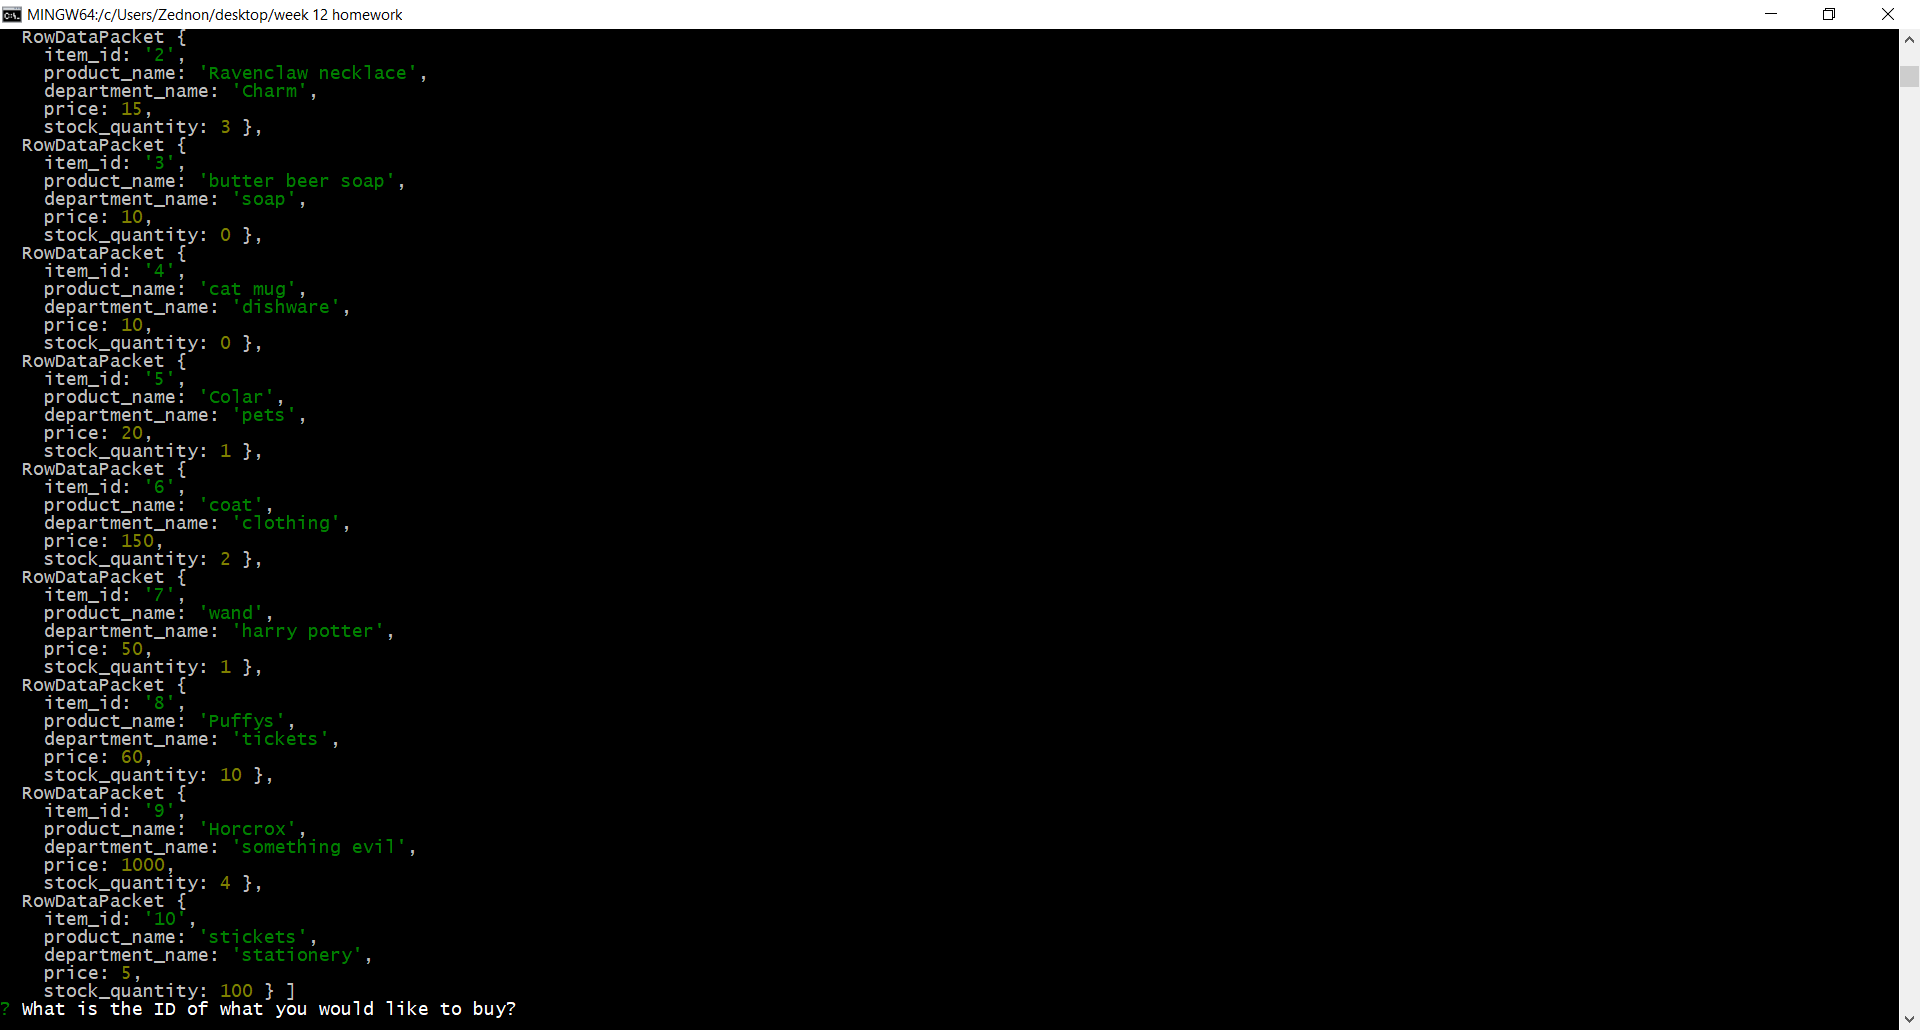 MINGW64:/c/Users/Zednon/desktop/week 12 homework
RowDataPacket {
item_id: '2',
product_name: 'Ravenclaw necklace',
department_name: 'Charm',
price: 15,
stock_quantity: 3 },
RowDataPacket {
item_id: '3',
product_name: 'butter beer soap',
department_name: 'soap',
price: 10,
stock_quantity: 0 },
RowDataPacket {
item_id: '4',
product_name: 'cat mug',
department_name: 'dishware',
price: 10,
stock_quantity: 0 },
RowDataPacket {
item_id: '5',
product_name: 'Colar',
department_name: 'pets',
price: 20,
stock_quantity: 1 },
RowDataPacket {
item_id: '6',
product_name: 'coat',
department_name: 'clothing',
price: 150,
stock_quantity: 2 },
RowDataPacket {
item_id: '7',
product_name: 'wand',
department_name: 'harry potter',
price: 50,
stock_quantity: 1 },
RowDataPacket {
item_id: '8',
product_name: 'Puffys',
department_name: 'tickets',
price: 60,
stock_quantity: 10 },
RowDataPacket {
item_id: '9',
product_name: 'Horcrox',
department_name: 'something evil',
price: 1000,
stock_quantity: 4 },
RowDataPacket {
item_id: '10',
product_name: 'stickets',
department_name: 'stationery',
price: 5,
stock_quantity: 100 } ]
? What is the ID of what you would like to buy?